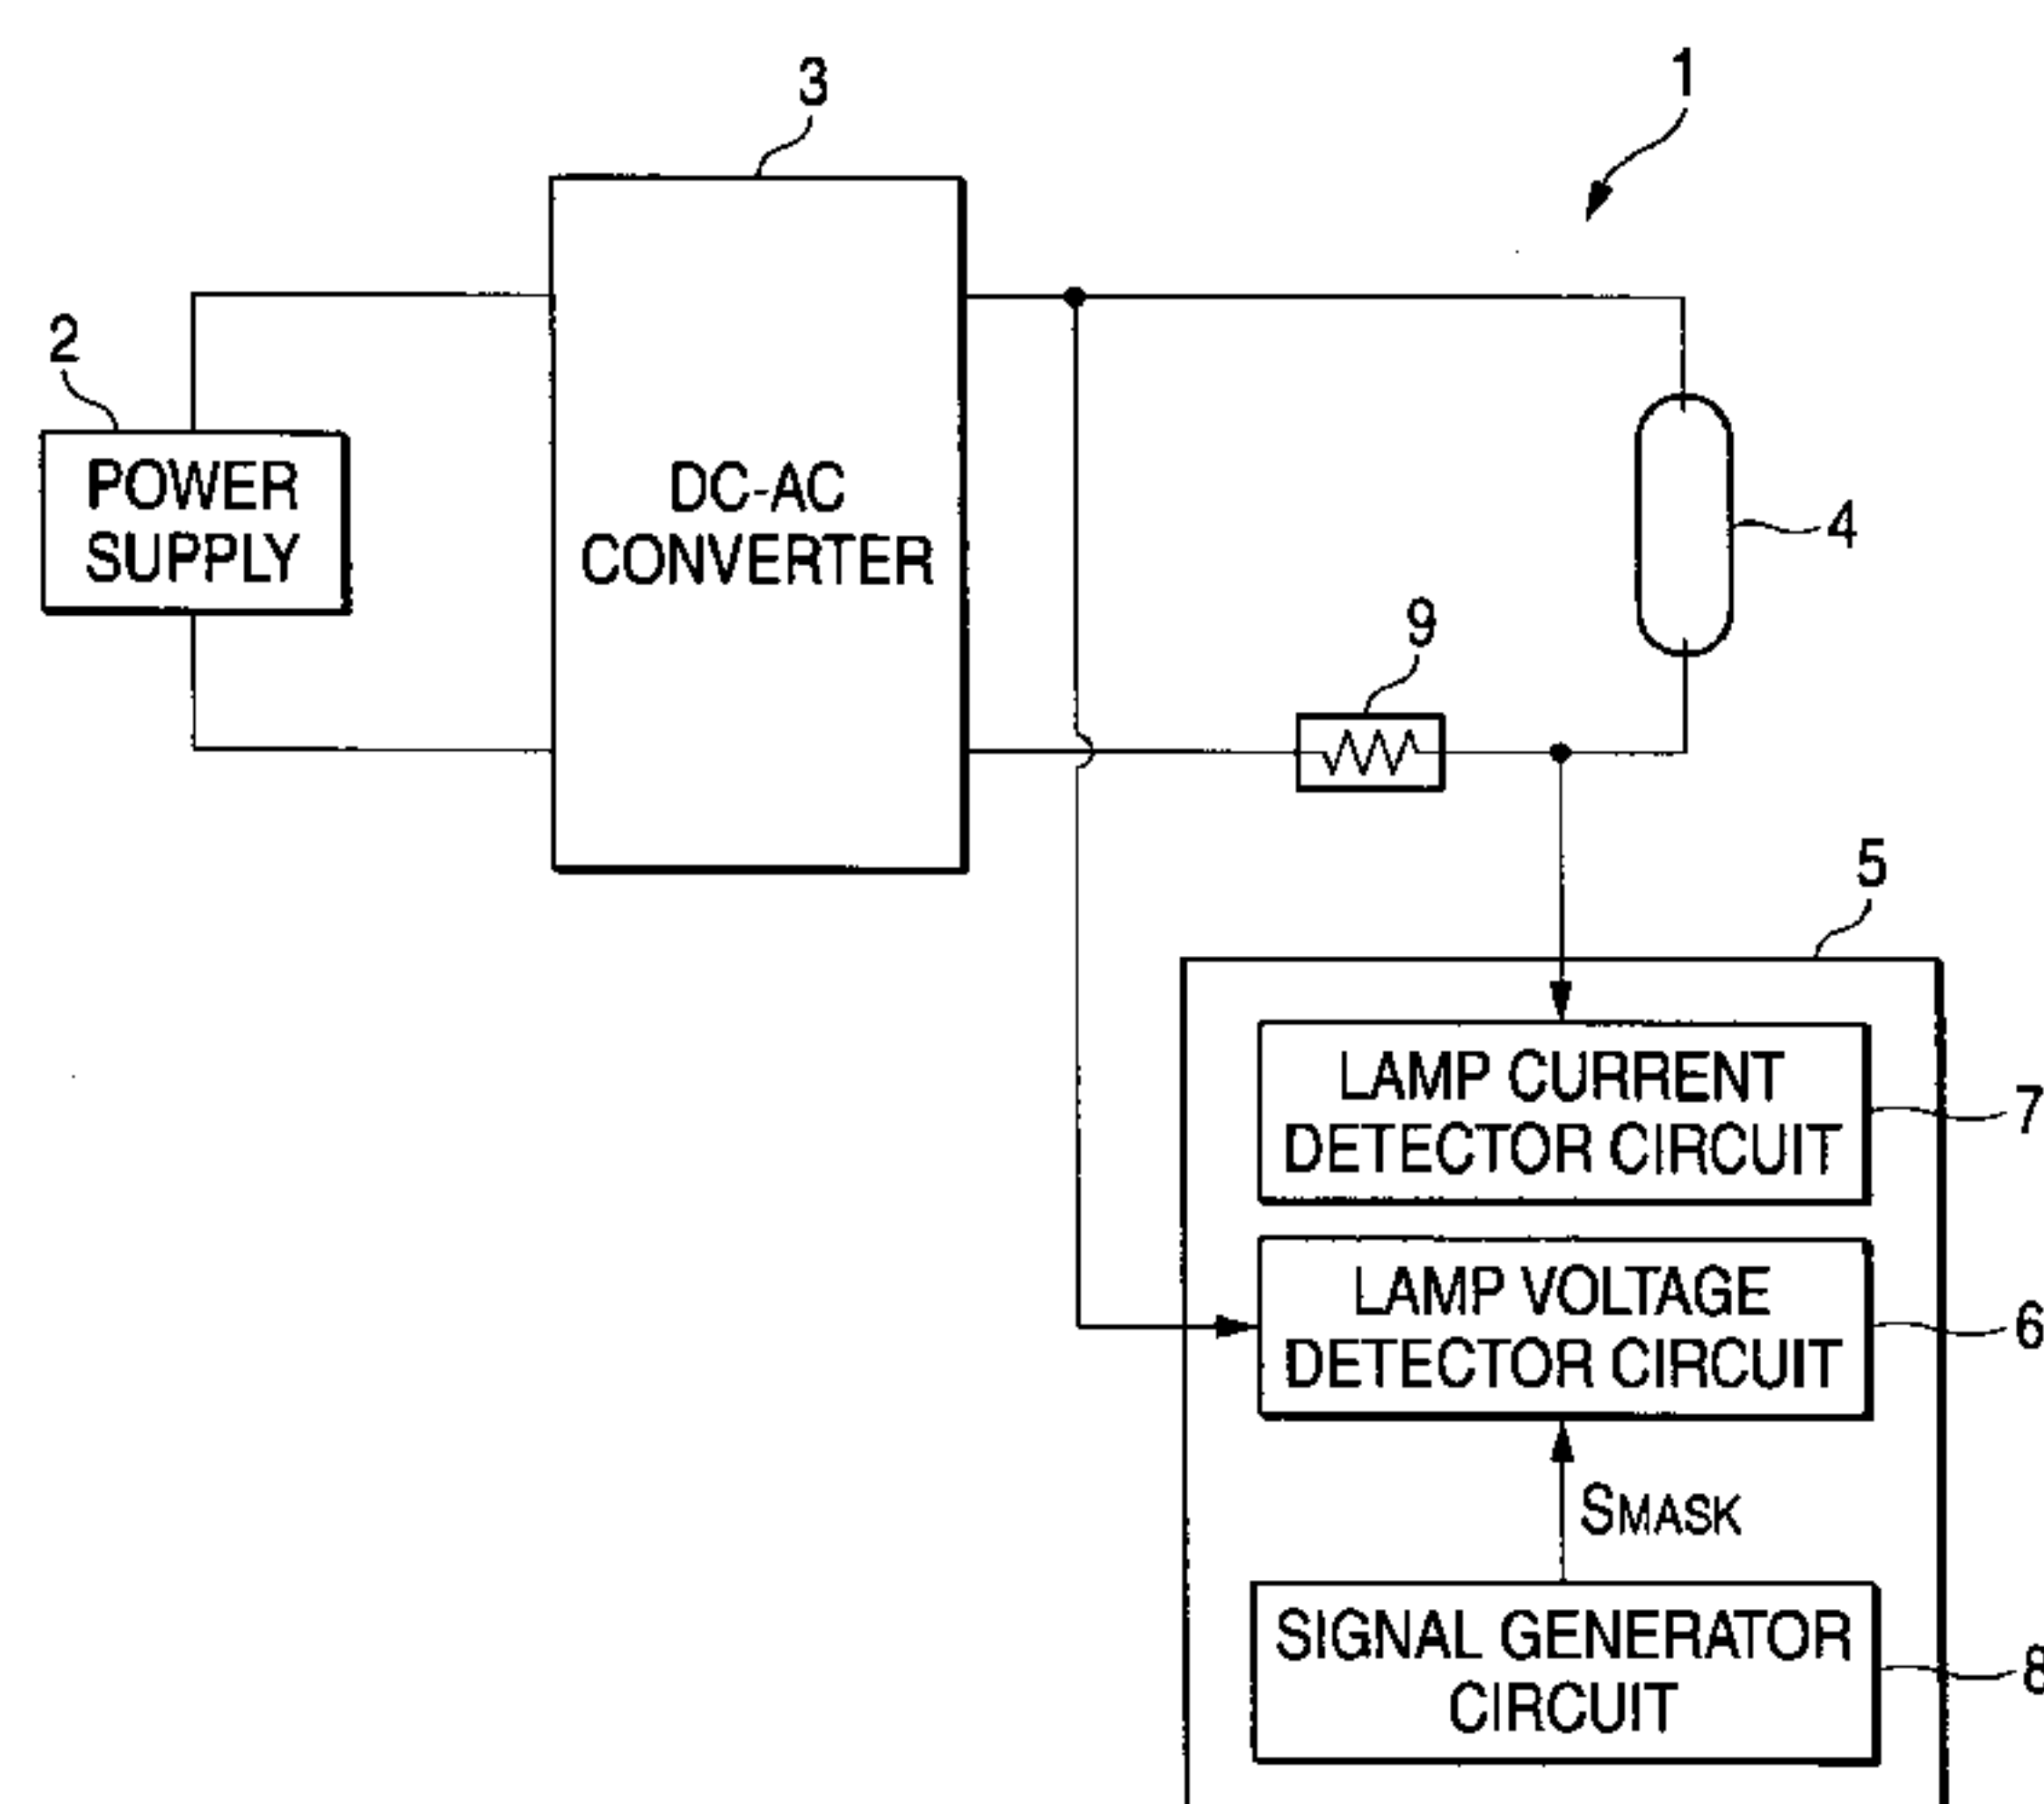 1
3
2
POWER
SUPPLY
DC-AC
CONVERTER
4
9
5
LAMP CURRENT
DETECTOR CIRCUIT
7
LAMP VOLTAGE
DETECTOR CIRCUIT
6
SMASK
SIGNAL GENERATOR
CIRCUIT
8